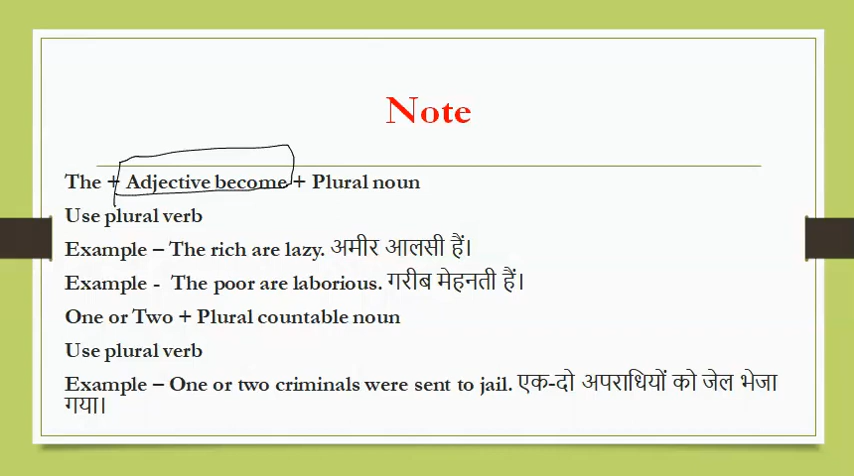 Note
The + Adjective become + Plural noun
Use plural verb
Example – The rich are lazy. अमीर आलसी हैं।
Example - The poor are laborious. गरीब मेहनती हैं।
One or Two + Plural countable noun
Use plural verb
Example – One or two criminals were sent to jail. एक-दो अपराधियों को जेल भेजा
गया।